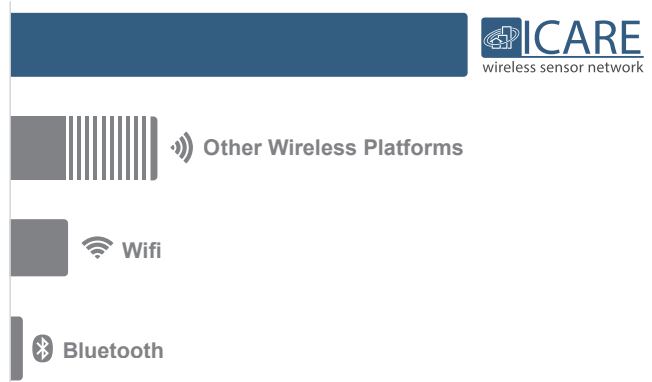 ICARE
wireless sensor network
Other Wireless Platforms
Wifi
Bluetooth